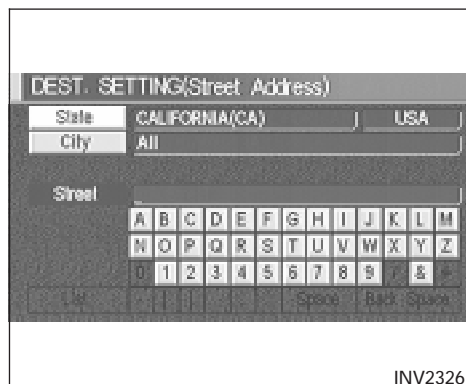 DEST. SETTING(Street Address)
State CALIFORNIA(CA) USA
City All
Street
A B C D E F G H I J K L M
N O P Q R S T U V W X Y Z
0 1 2 3 4 5 6 7 8 9 &
List Space Back Space
INV2326